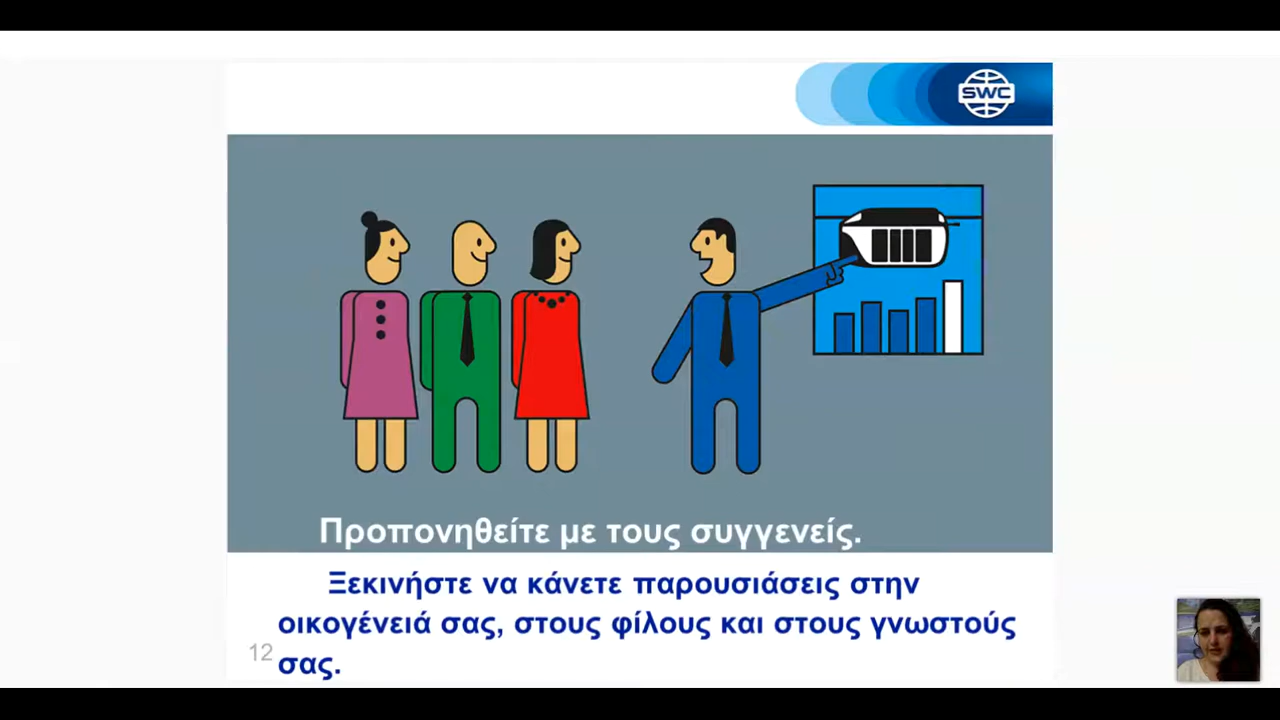 SWC
Προπονηθείτε με τους συγγενείς.
Ξεκινήστε να κάνετε παρουσιάσεις στην
οικογένειά σας, στους φίλους και στους γνωστούς
σας.
12